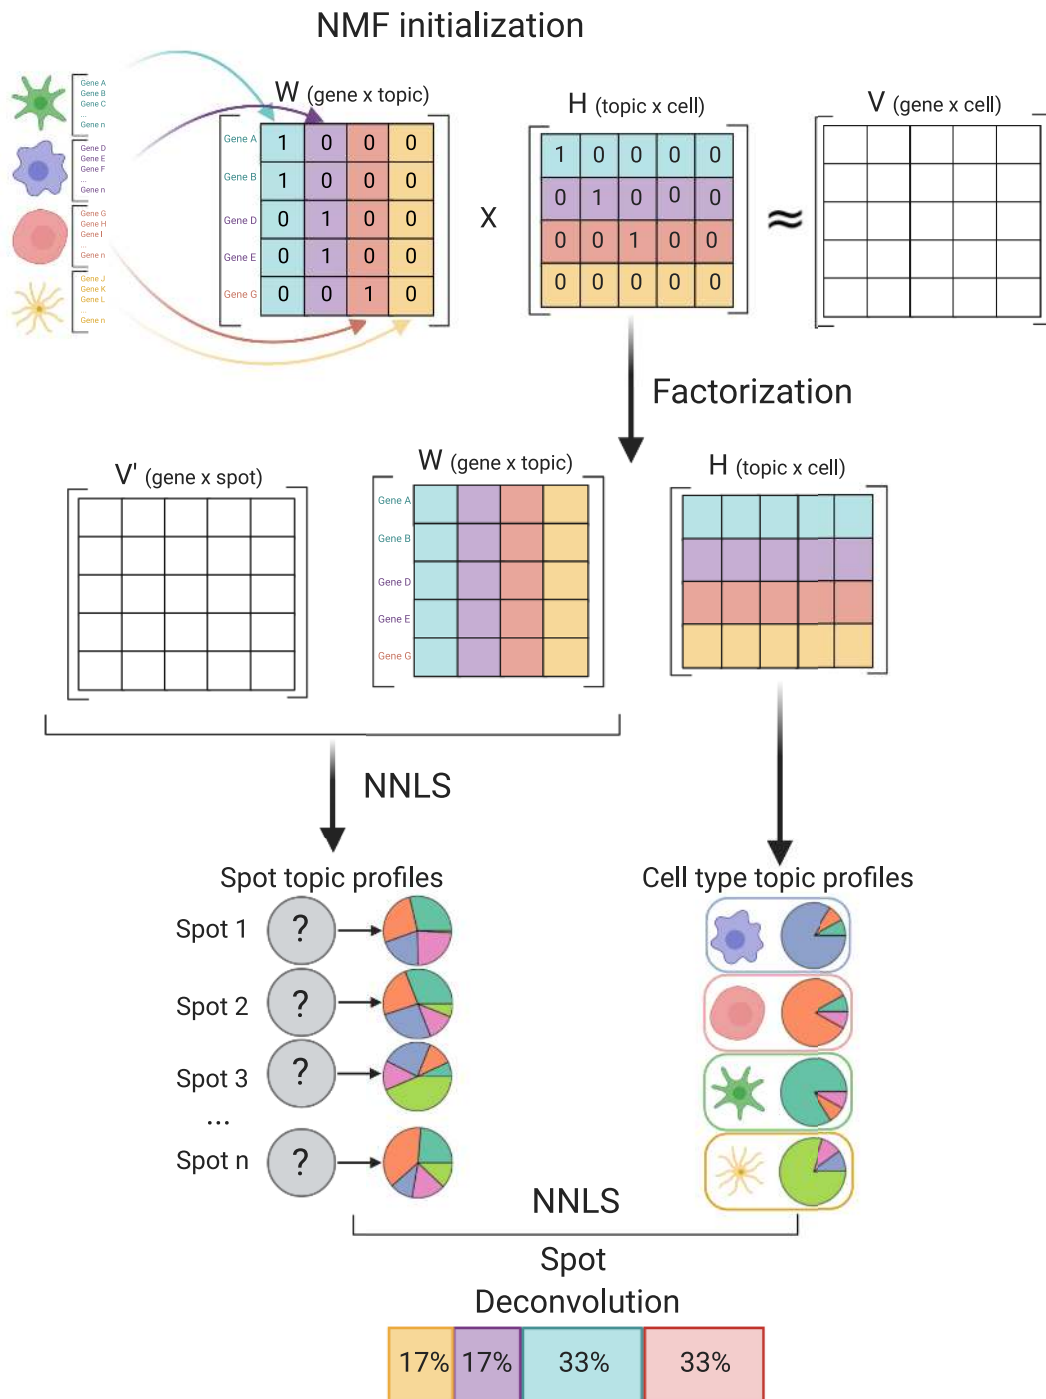 NMF initialization
Gene A
Gene B
Gene C
...
Gene n
Gene D
Gene E
Gene F
...
Gene n
Gene G
Gene H
Gene I
...
Gene n
Gene J
Gene K
Gene L
...
Gene n
W (gene x topic)
Gene A 1 0 0 0
Gene B 1 0 0 0
Gene D 0 1 0 0
Gene E 0 1 0 0
Gene G 0 0 1 0
X
H (topic x cell)
1 0 0 0 0
0 1 0 0 0
0 0 1 0 0
0 0 0 0 0
≈
V (gene x cell)
Factorization
V' (gene x spot)
W (gene x topic)
Gene A
Gene B
Gene D
Gene E
Gene G
H (topic x cell)
NNLS
Spot topic profiles
Spot 1 ?
Spot 2 ?
Spot 3 ?
...
Spot n ?
Cell type topic profiles
NNLS
Spot
Deconvolution
17% 17% 33% 33%